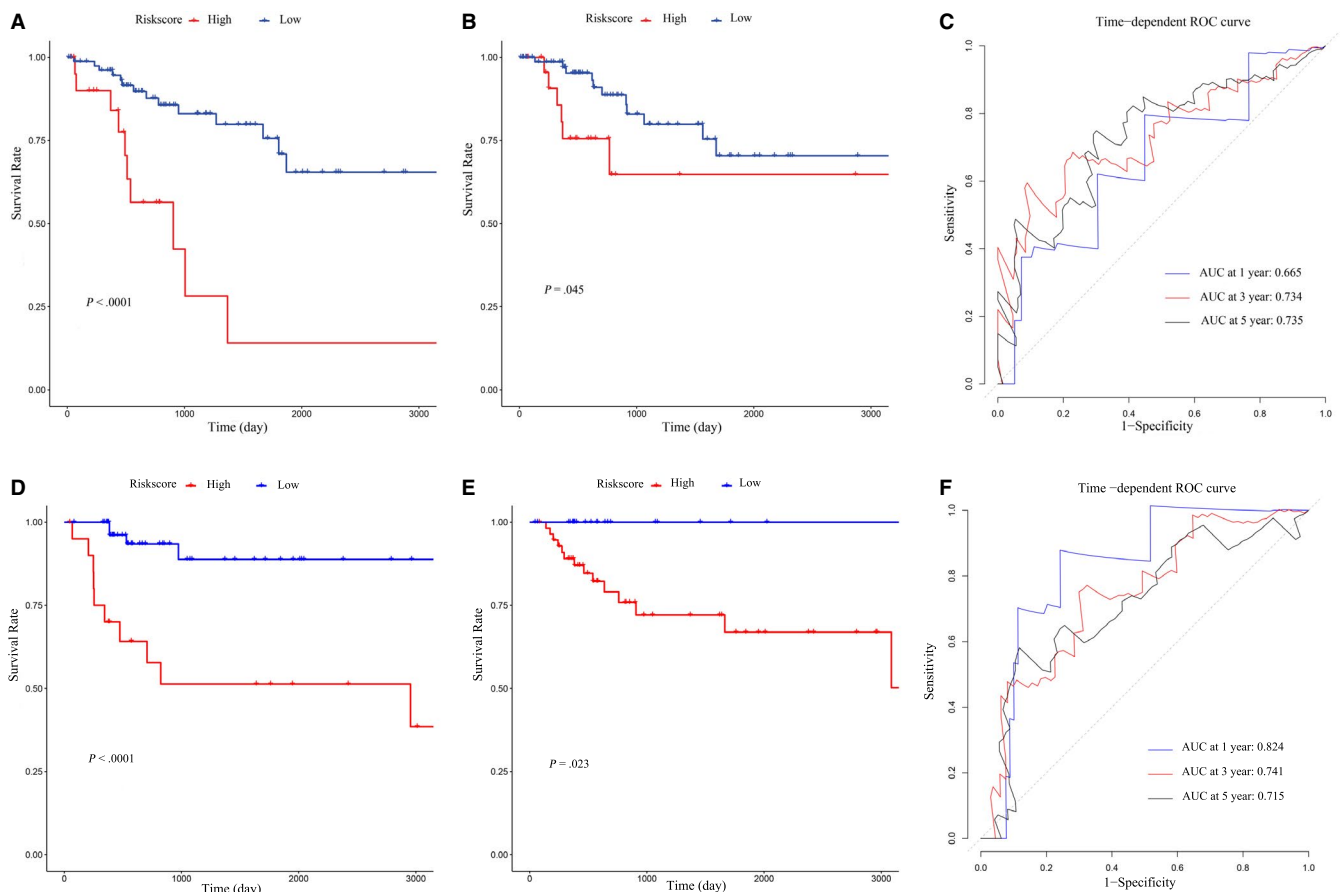 A
Riskscore High Low
1.00
0.75
0.50
0.25
0.00
Survival Rate
P < .0001
0 1000 2000 3000
Time (day)
B
Riskscore High Low
1.00
0.75
0.50
0.25
0.00
Survival Rate
P = .045
0 1000 2000 3000
Time (day)
C
Time−dependent ROC curve
1.0
0.8
0.6
0.4
0.2
0.0
Sensitivity
AUC at 1 year: 0.665
AUC at 3 year: 0.734
AUC at 5 year: 0.735
0.0 0.2 0.4 0.6 0.8 1.0
1−Specificity
D
Riskscore High Low
1.00
0.75
0.50
0.25
0.00
Survival Rate
P < .0001
0 1000 2000 3000
Time (day)
E
Riskscore High Low
1.00
0.75
0.50
0.25
0.00
Survival Rate
P = .023
0 1000 2000 3000
Time (day)
F
Time −dependent ROC curve
1.0
0.8
0.6
0.4
0.2
0.0
Sensitivity
AUC at 1 year: 0.824
AUC at 3 year: 0.741
AUC at 5 year: 0.715
0.0 0.2 0.4 0.6 0.8 1.0
1−Specificity